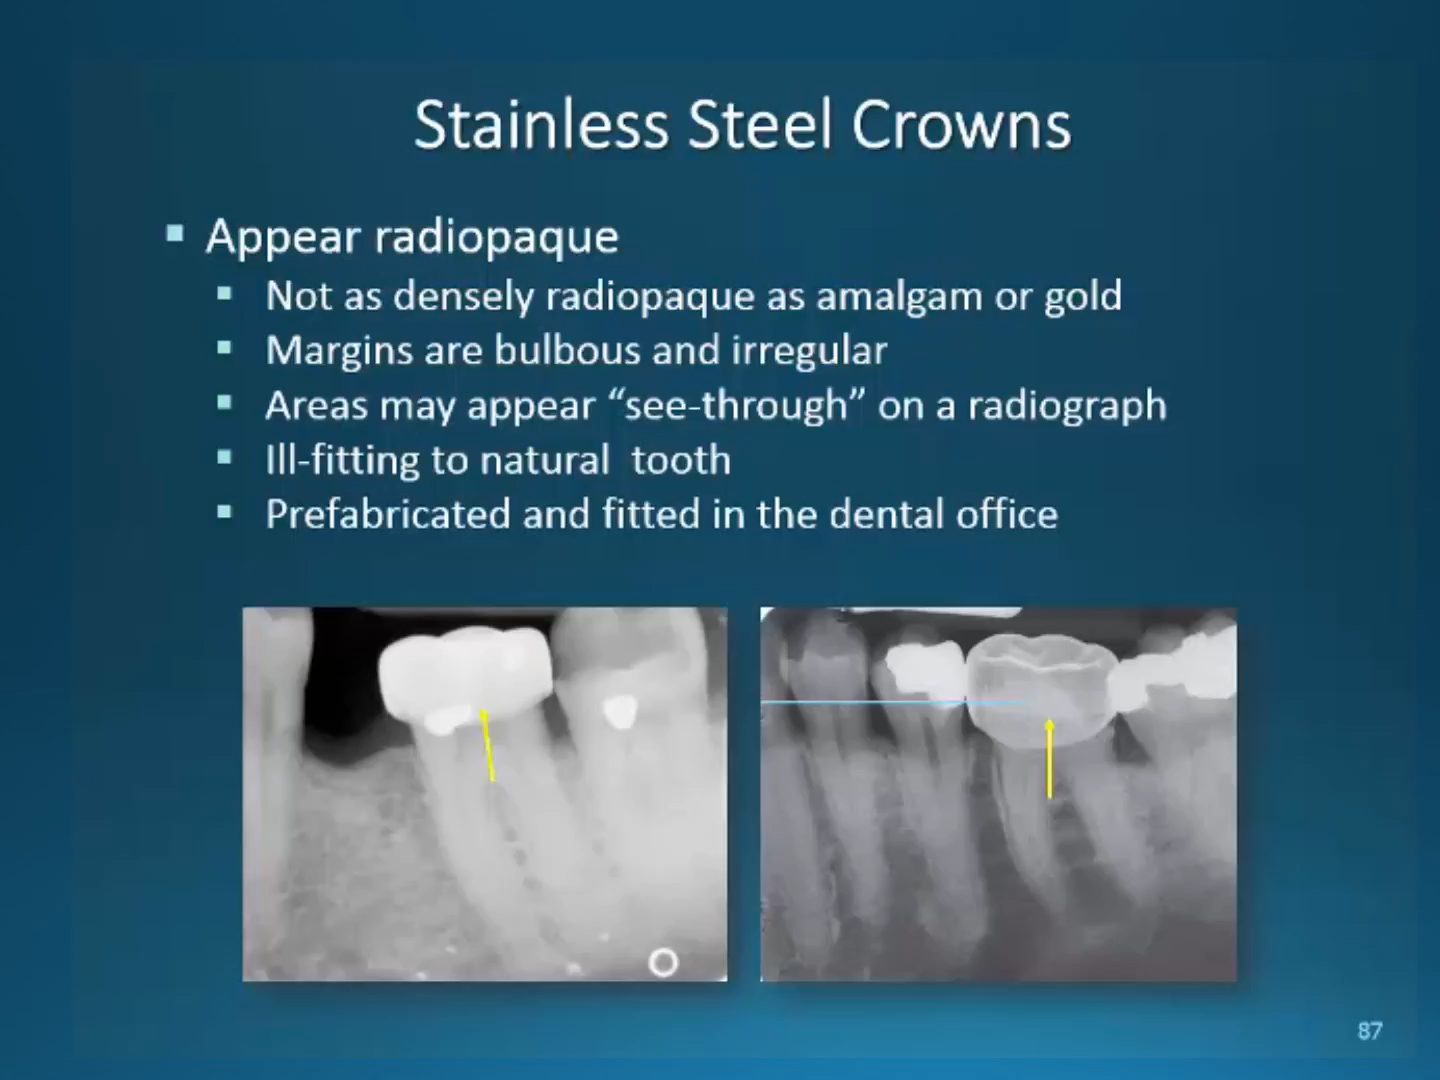 Stainless Steel Crowns
Appear radiopaque
Not as densely radiopaque as amalgam or gold
Margins are bulbous and irregular
Areas may appear “see-through” on a radiograph
Ill-fitting to natural  tooth
Prefabricated and fitted in the dental office
87